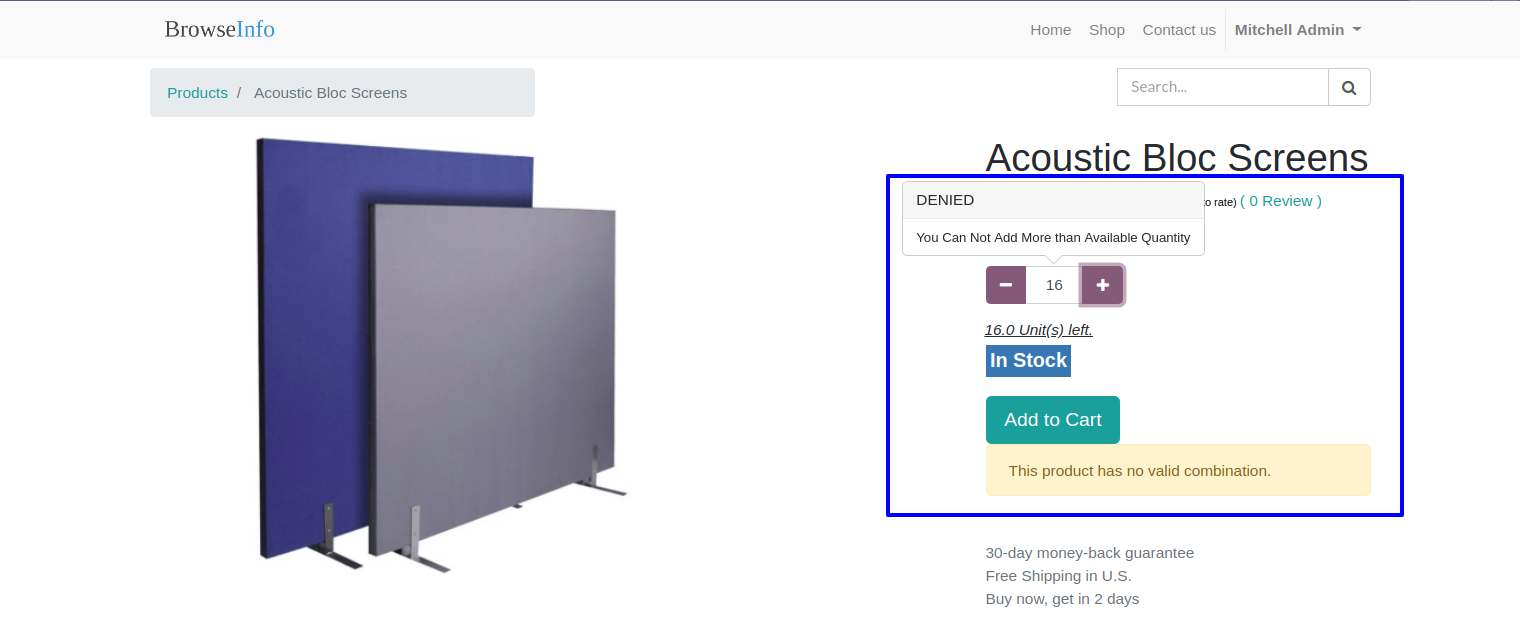 BrowseInfo
Home Shop Contact us Mitchell Admin
Products / Acoustic Bloc Screens
Search...
Acoustic Bloc Screens
DENIED
to rate) ( 0 Review )
You Can Not Add More than Available Quantity
16
16.0 Unit(s) left.
In Stock
Add to Cart
This product has no valid combination.
30-day money-back guarantee
Free Shipping in U.S.
Buy now, get in 2 days